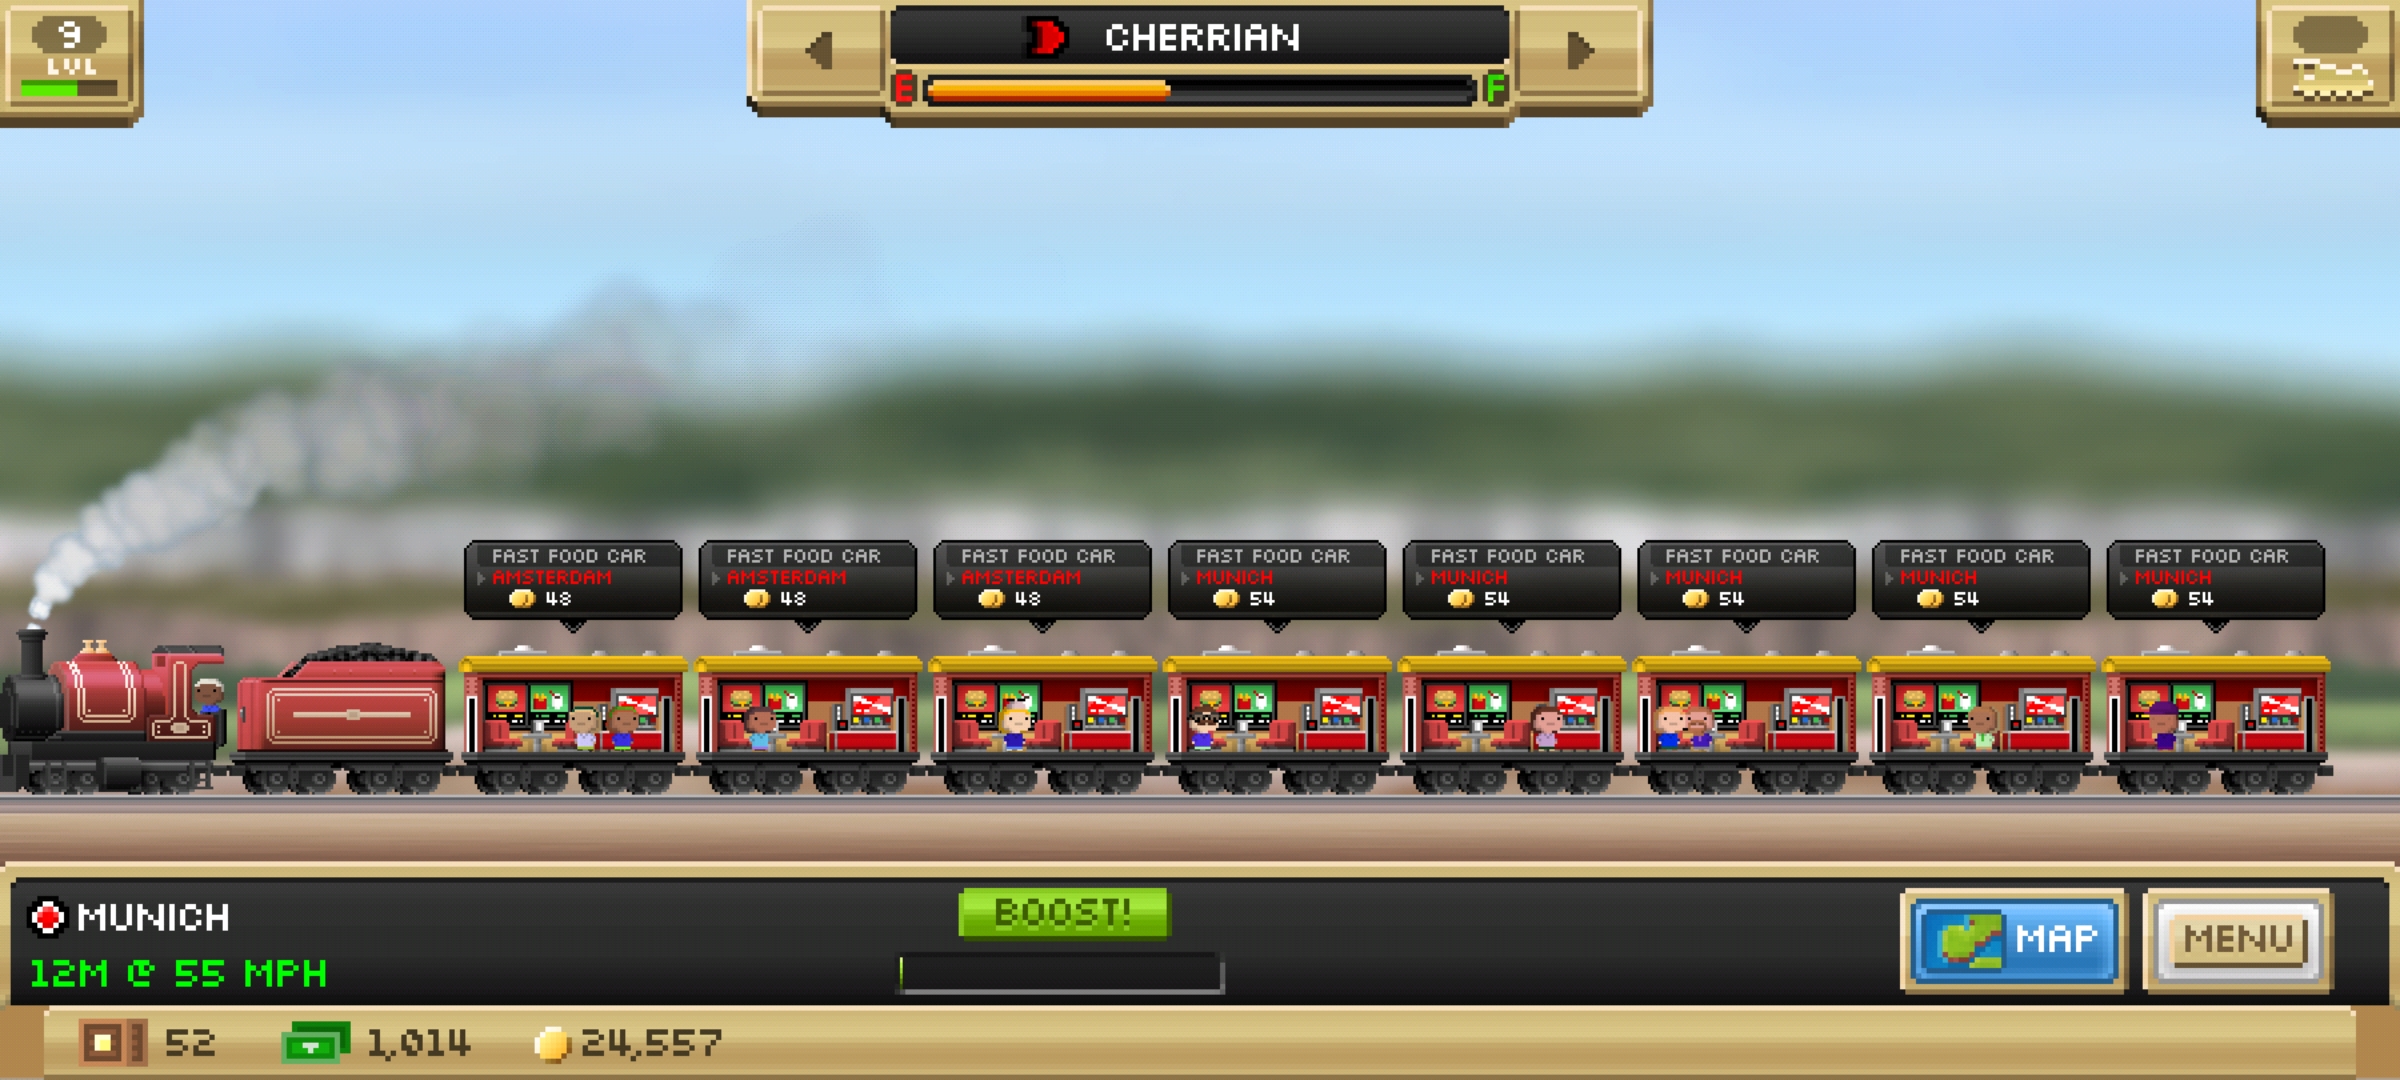 9
LVL
CHERRIAN
E F
FAST FOOD CAR
AMSTERDAM
48
FAST FOOD CAR
AMSTERDAM
48
FAST FOOD CAR
AMSTERDAM
48
FAST FOOD CAR
MUNICH
54
FAST FOOD CAR
MUNICH
54
FAST FOOD CAR
MUNICH
54
FAST FOOD CAR
MUNICH
54
FAST FOOD CAR
MUNICH
54
MUNICH
12M @ 55 MPH
BOOST!
MAP
MENU
52
1,014
24,557